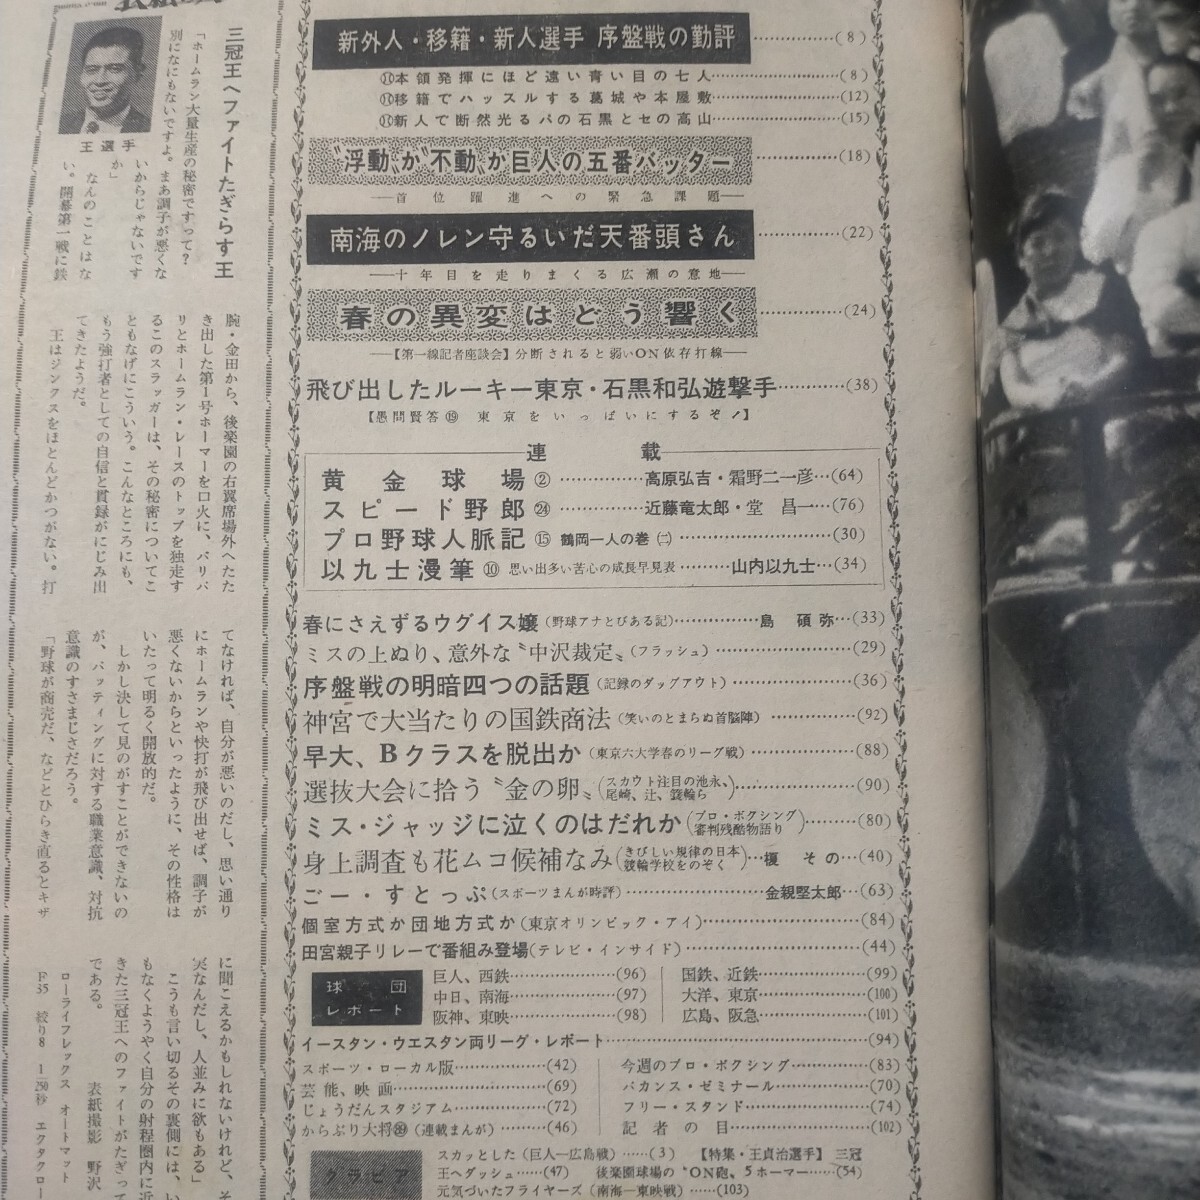 三冠王へファイトたぎらす王
王選手
「ホームラン大量生産の秘密ですって？
別になにもないですよ。まあ調子が悪くな
いからじゃないです
か」
なんのことはな
い。開幕第一戦に鉄
腕・金田から、後楽園の右翼席場外へたた
き出した第1号ホーマーを口火に、バリバ
リとホームラン・レースのトップを独走す
るこのスラッガーは、その秘密についてこ
ともなげにこういう。こんなところにも、
もう強打者としての自信と貫録がにじみ出
てきたようだ。
王はジンクスをほとんどかつがない。打
てなければ、自分が悪いのだし、思い通り
にホームランや快打が飛び出せば、調子が
悪くないからといったように、その性格は
いたって明るく開放的だ。
しかし決して見のがすことができないの
が、バッティングに対する職業意識、対抗
意識のすさまじさだろう。
「野球が商売だ、などとひらき直るとキザ
に聞こえるかもしれないけれど、そ
実なんだし、人並みに欲もある」
こうも言い切るその裏側には、い
もなくようやく自分の射程圏内に近
きた三冠王へのファイトがたぎって
である。
表紙撮影 野沢
ローライフレックス オートマット
F35 絞り8 1/250秒 エクタクロー
新外人・移籍・新人選手 序盤戦の勤評……(8)
本領発揮にほど遠い青い目の七人……(8)
移籍でハッスルする葛城や本屋敷……(12)
新人で断然光るパの石黒とセの高山……(15)
〝浮動〟か〝不動〟か巨人の五番バッター……(18)
――首位躍進への緊急課題――
南海のノレン守るいだ天番頭さん……(22)
――十年目を走りまくる広瀬の意地――
春の異変はどう響く……(24)
――【第一線記者座談会】分断されると弱いON依存打線――
飛び出したルーキー東京・石黒和弘遊撃手……(38)
【愚問賢答⑲ 東京をいっぱいにするぞ！】
連載
黄金球場②……高原弘吉・霜野二一彦…(64)
スピード野郎㉔……近藤竜太郎・堂 昌一…(76)
プロ野球人脈記⑮ 鶴岡一人の巻㈡……(30)
以九士漫筆⑩ 思い出多い苦心の成長早見表……山内以九士…(34)
春にさえずるウグイス嬢(野球アナとびある記)……島 碩弥…(33)
ミスの上ぬり、意外な〝中沢裁定〟(フラッシュ)……(29)
序盤戦の明暗四つの話題(記録のダッグアウト)……(36)
神宮で大当たりの国鉄商法(笑いのとまらぬ首脳陣)……(92)
早大、Bクラスを脱出か(東京六大学春のリーグ戦)……(88)
選抜大会に拾う〝金の卵〟(スカウト注目の池永、尾崎、辻、簑輪ら)……(90)
ミス・ジャッジに泣くのはだれか(プロ・ボクシング審判残酷物語り)……(80)
身上調査も花ムコ候補なみ(きびしい規律の日本競輪学校をのぞく)…榎 その…(40)
ごー・すとっぷ(スポーツまんが時評)……金親堅太郎…(63)
個室方式か団地方式か(東京オリンピック・アイ)……(84)
田宮親子リレーで番組み登場(テレビ・インサイド)……(44)
球団レポート
巨人、西鉄……(96)
中日、南海……(97)
阪神、東映……(98)
国鉄、近鉄……(99)
大洋、東京……(100)
広島、阪急……(101)
イースタン・ウエスタン両リーグ・レポート……(94)
スポーツ・ローカル版……(42)
芸能、映画……(69)
じょうだんスタジアム……(72)
からぶり大将(連載まんが)……(46)
今週のプロ・ボクシング……(83)
バカンス・ゼミナール……(70)
フリー・スタンド……(74)
記者の目……(102)
グラビア
スカッとした(巨人―広島戦)……(3)
【特集・王貞治選手】 三冠
王へダッシュ……(47) 後楽園球場の〝ON砲、5ホーマー……(54)
元気づいたフライヤーズ(南海―東映戦)……(103)